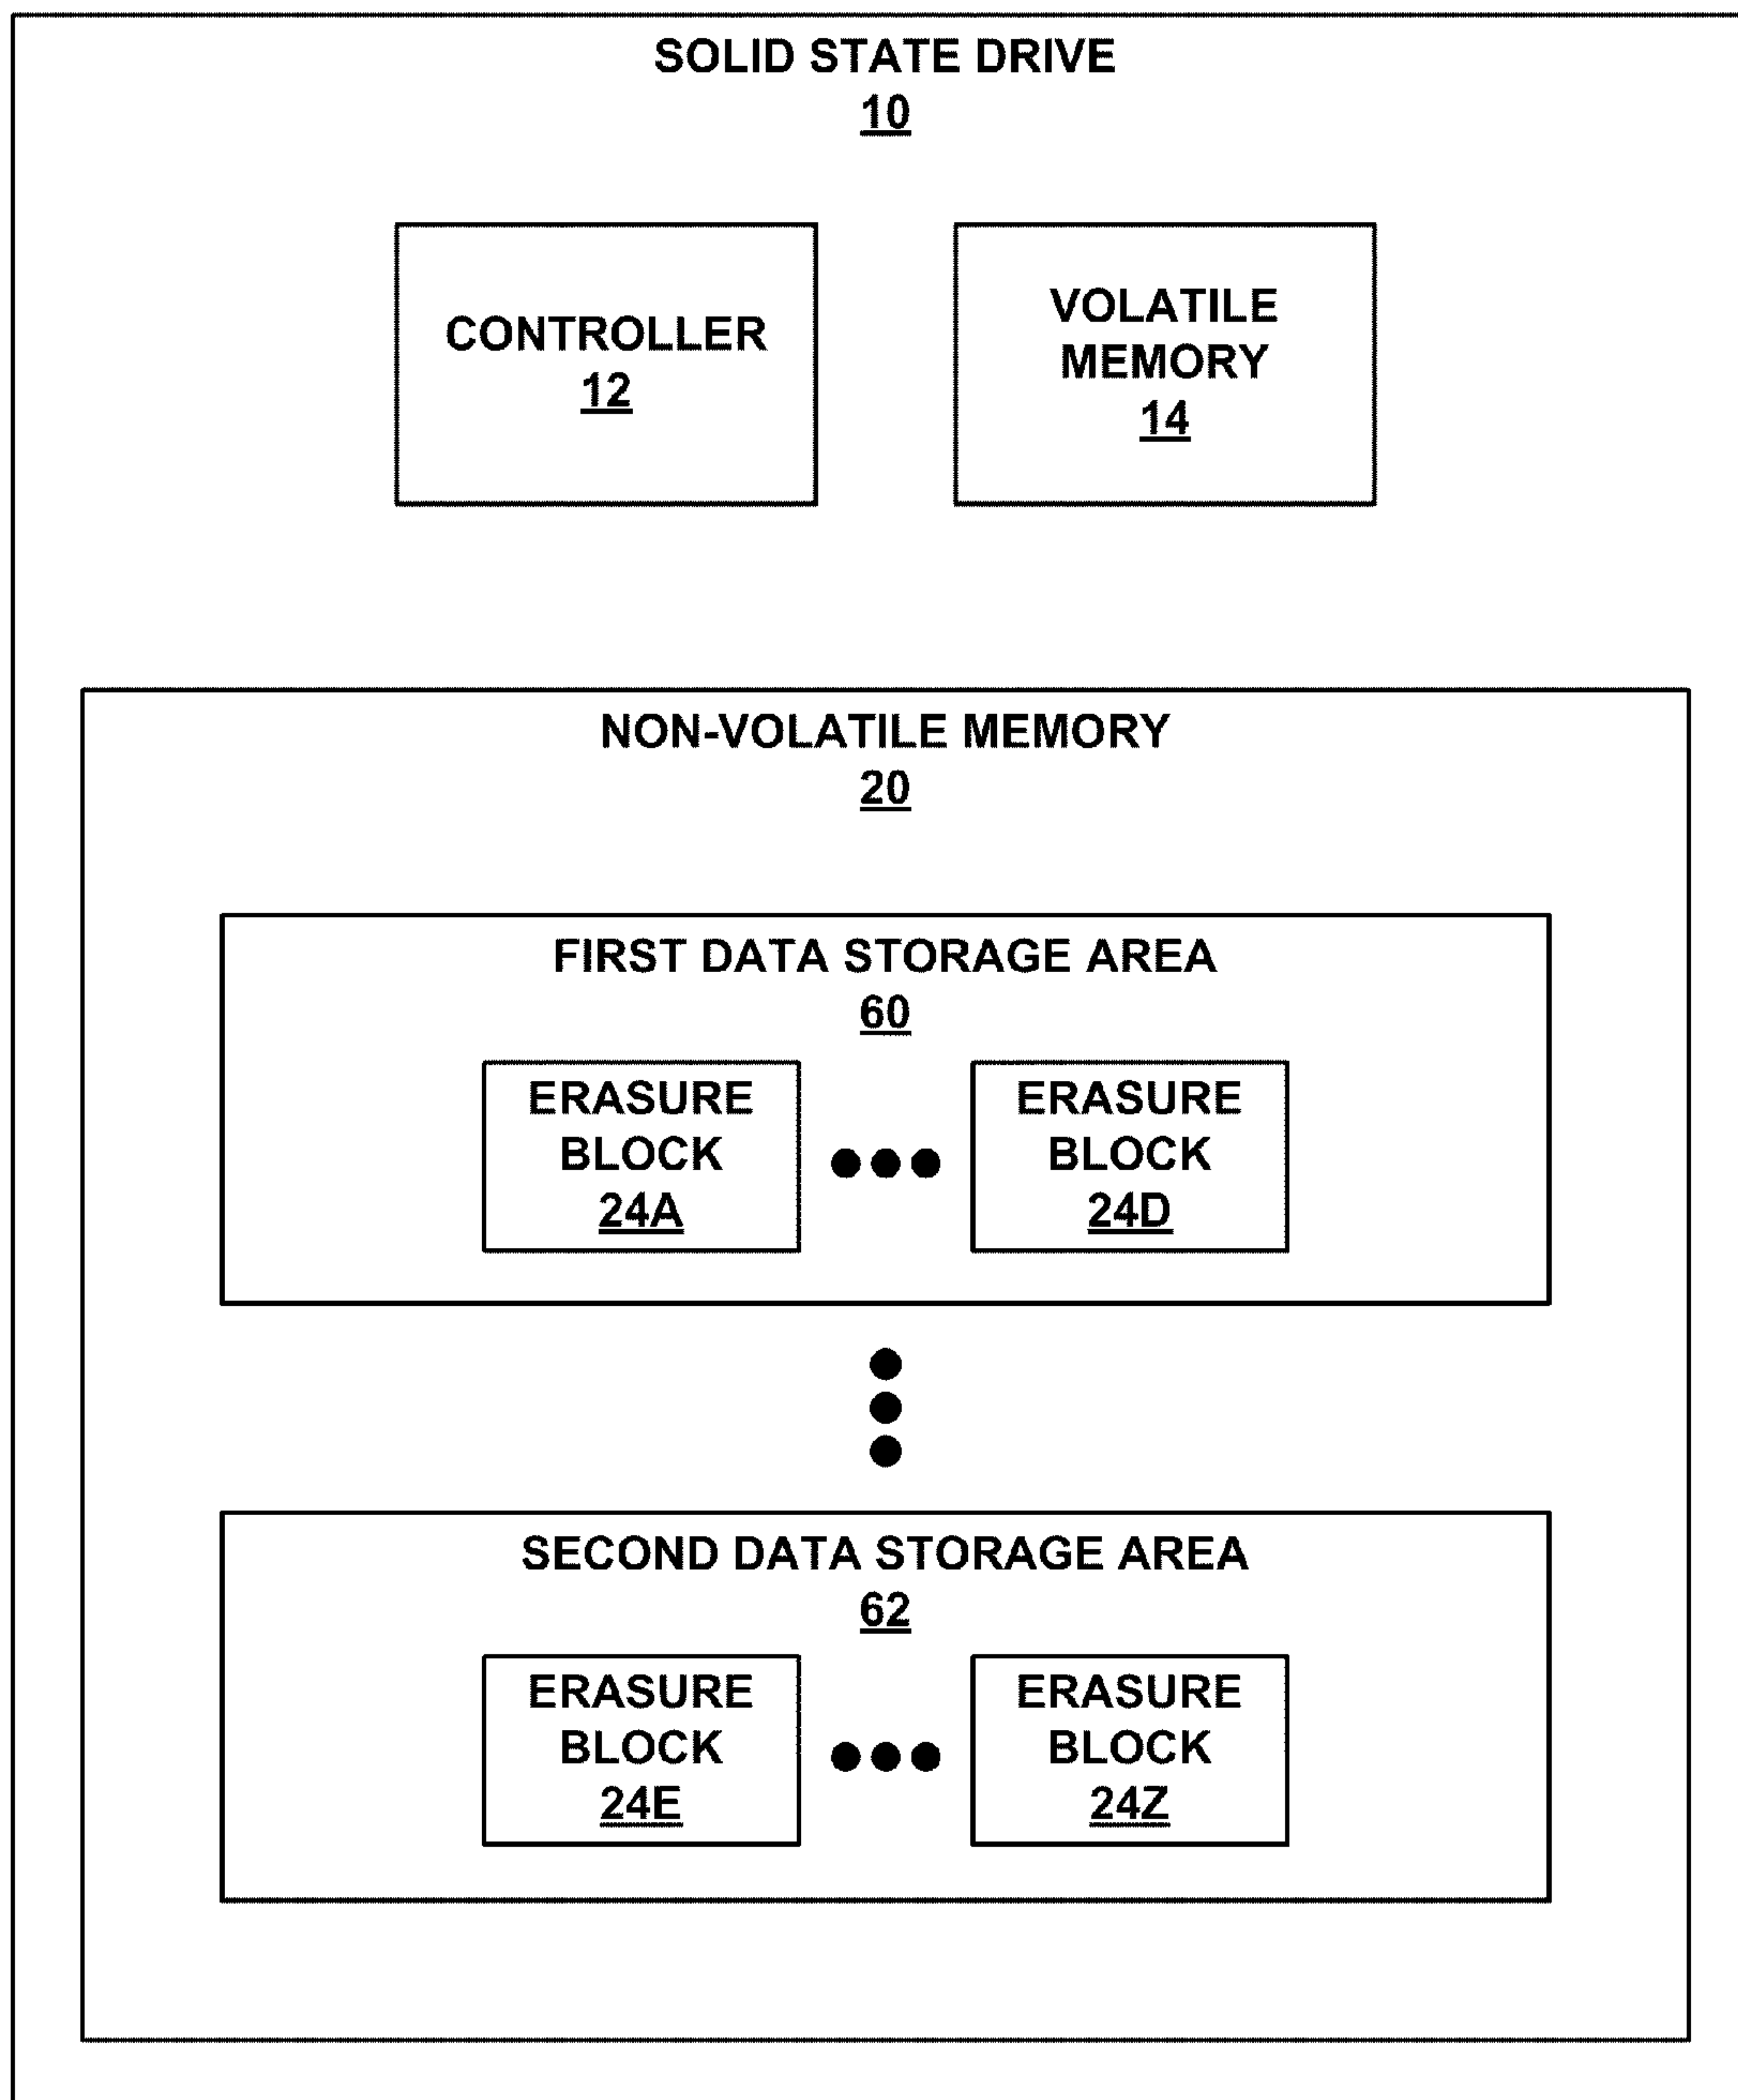 SOLID STATE DRIVE
10
CONTROLLER
12
VOLATILE
MEMORY
14
NON-VOLATILE MEMORY
20
FIRST DATA STORAGE AREA
60
ERASURE
BLOCK
24A
ERASURE
BLOCK
24D
SECOND DATA STORAGE AREA
62
ERASURE
BLOCK
24E
ERASURE
BLOCK
24Z